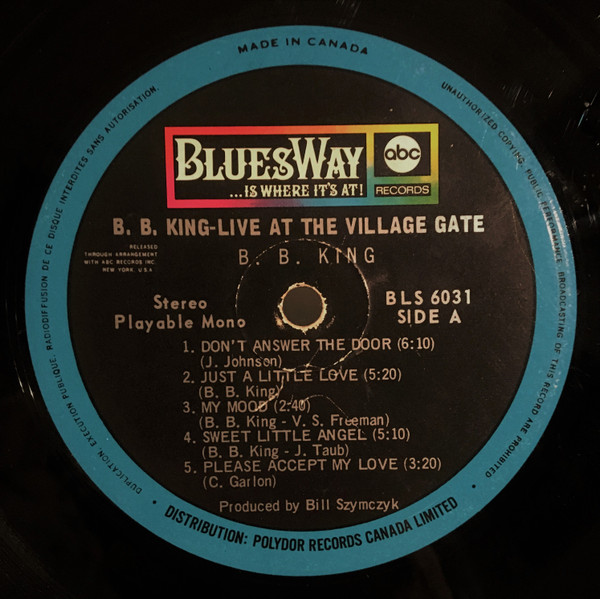 MADE IN CANADA
UNAUTHORIZED COPYING, PUBLIC PERFORMANCE, BROADCASTING OF THIS RECORD ARE PROHIBITED
DUPLICATION, EXECUTION PUBLIQUE, RADIODIFFUSION DE CE DISQUE INTERDITES SANS AUTORISATION.
BLUESWAY
...IS WHERE IT'S AT!
abc
RECORDS
B. B. KING-LIVE AT THE VILLAGE GATE
RELEASED
THROUGH ARRANGEMENT
WITH ABC RECORDS INC.
NEW YORK, U.S.A
B. B. KING
Stereo
Playable Mono
BLS 6031
SIDE A
1. DON'T ANSWER THE DOOR (6:10)
(J. Johnson)
2. JUST A LITTLE LOVE (5:20)
(B. B. King)
3. MY MOOD (2:40)
(B. B. King - V. S. Freeman)
4. SWEET LITTLE ANGEL (5:10)
(B. B. King - J. Taub)
5. PLEASE ACCEPT MY LOVE (3:20)
(C. Garlon)
Produced by Bill Szymczyk
• DISTRIBUTION: POLYDOR RECORDS CANADA LIMITED •